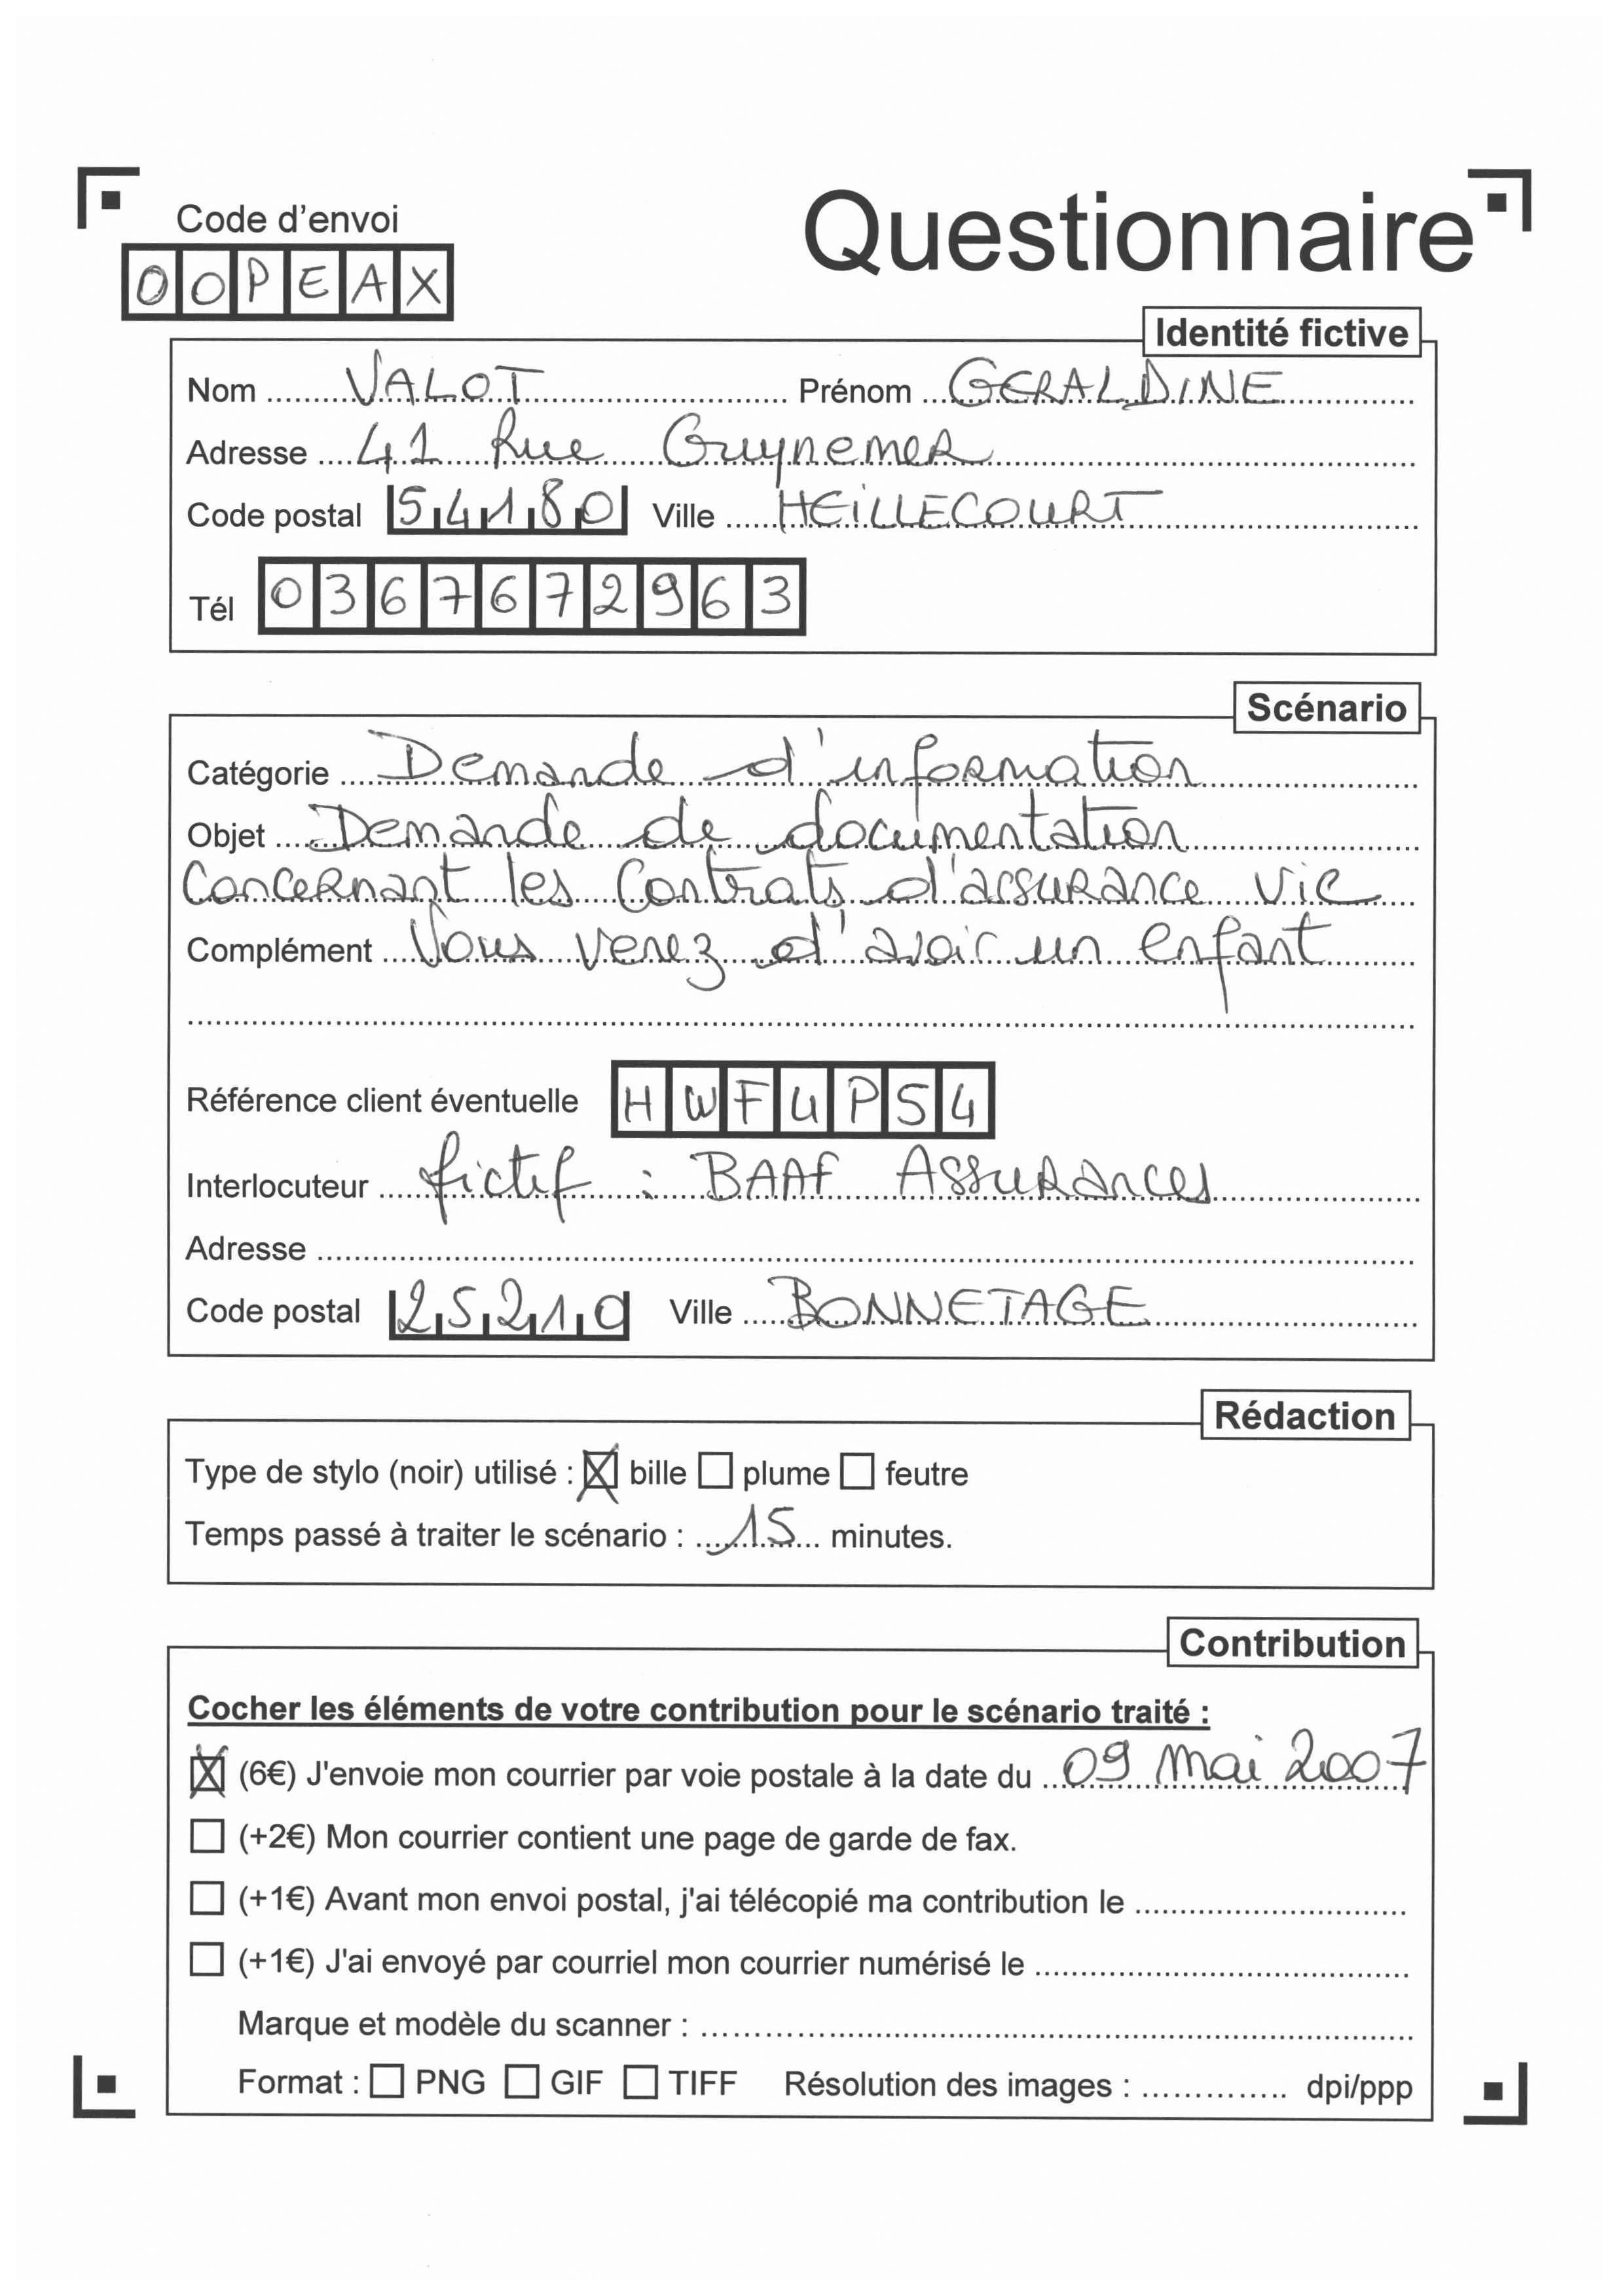 Code d'envoi
Questionnaire
DOPEAX
Identité fictive
Nom VALOT Prénom GERALDINE
Adresse 41 Rue Guynemer
Code postal 54180 Ville HEILLECOURT
Tél 0367672963
Scénario
Catégorie Demande d'information
Objet Demande de documentation
Concernant les Contrats d'assurance vie
Complément Vous venez d'avoir un enfant
Référence client éventuelle HWF4P54
Interlocuteur fictif : BAAF Assurances
Adresse
Code postal 25210 Ville BONNETAGE
Rédaction
Type de stylo (noir) utilisé : ☒ bille ☐ plume ☐ feutre
Temps passé à traiter le scénario : 15 minutes.
Contribution
Cocher les éléments de votre contribution pour le scénario traité :
☒ (6€) J'envoie mon courrier par voie postale à la date du 09 mai 2007
☐ (+2€) Mon courrier contient une page de garde de fax.
☐ (+1€) Avant mon envoi postal, j'ai télécopié ma contribution le
☐ (+1€) J'ai envoyé par courriel mon courrier numérisé le
Marque et modèle du scanner :
Format : ☐ PNG ☐ GIF ☐ TIFF Résolution des images : dpi/ppp